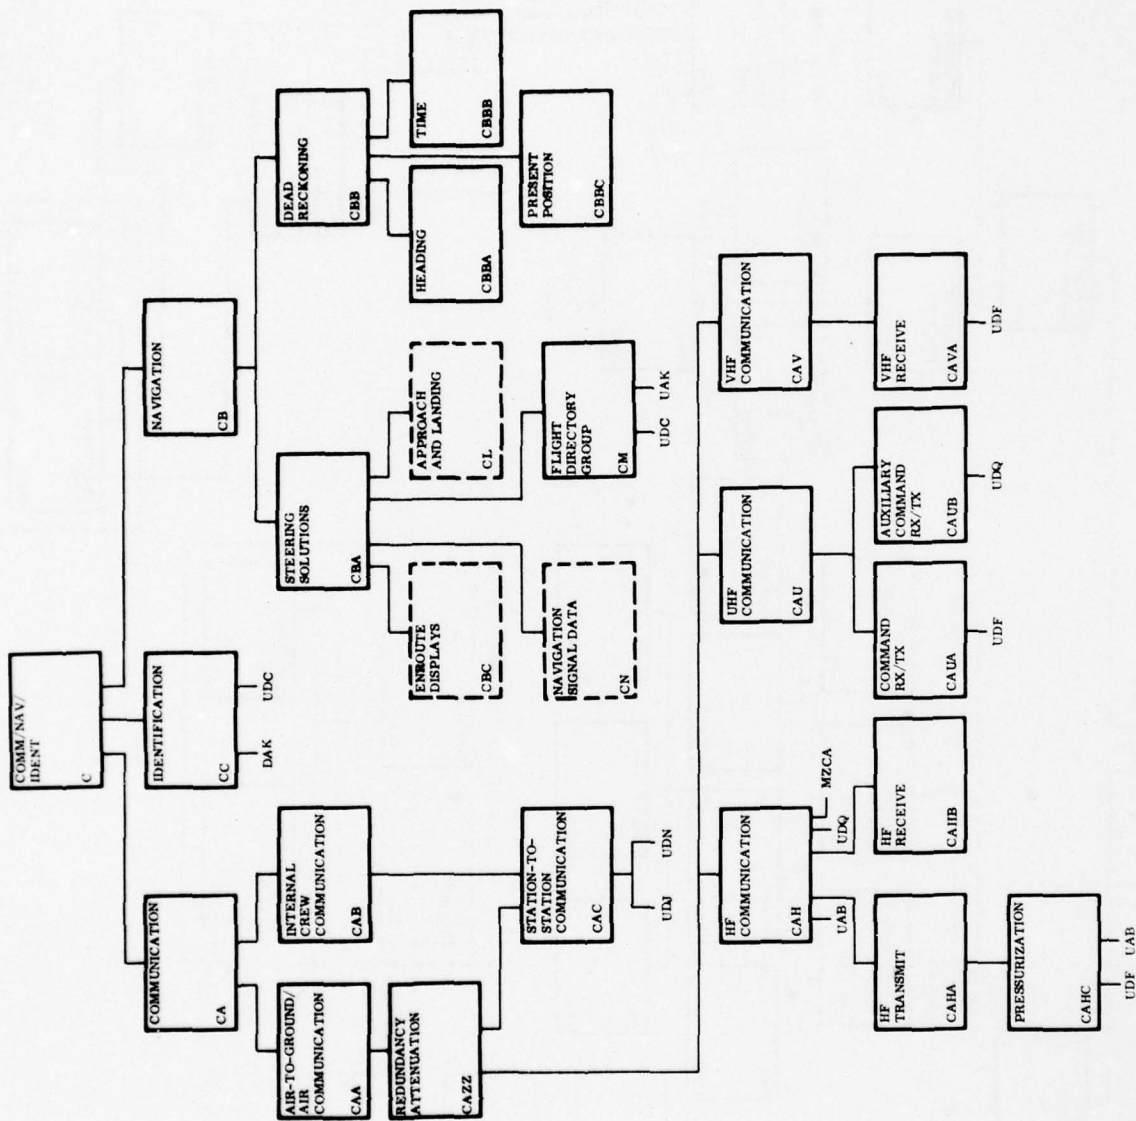 COMM/NAV/
IDENT
C
COMMUNICATION
CA
IDENTIFICATION
CC
DAK
UDC
NAVIGATION
CB
AIR-TO-GROUND/
AIR
COMMUNICATION
CAA
INTERNAL
CREW
COMMUNICATION
CAB
STEERING
SOLUTIONS
CBA
DEAD
RECKONING
CBB
REDUNDANCY
ATTENUATION
CAZZ
ENROUTE
DISPLAYS
CBC
APPROACH
AND LANDING
CL
HEADING
CBBA
TIME
CBBB
STATION-TO-
STATION
COMMUNICATION
CAC
UDJ
UDN
NAVIGATION
SIGNAL DATA
CN
FLIGHT
DIRECTORY
GROUP
CM
UDC
UAK
PRESENT
POSITION
CBBC
HF
COMMUNICATION
CAH
UAB
UDQ
MZCA
UHF
COMMUNICATION
CAU
VHF
COMMUNICATION
CAV
HF
TRANSMIT
CAHA
HF
RECEIVE
CAHB
COMMAND
RX/TX
CAUA
UDF
AUXILIARY
COMMAND
RX/TX
CAUB
UDQ
VHF
RECEIVE
CAVA
UDF
PRESSURIZATION
CAHC
UDF
UAB